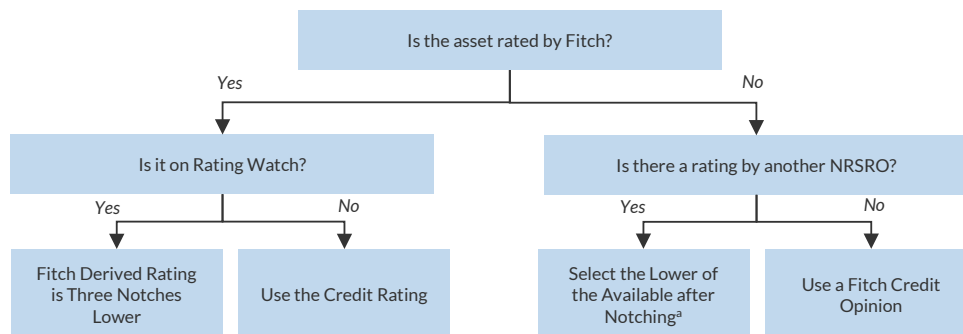 Is the asset rated by Fitch?
Yes
No
Is it on Rating Watch?
Is there a rating by another NRSRO?
Yes
No
Yes
No
Fitch Derived Rating
is Three Notches
Lower
Use the Credit Rating
Select the Lower of
the Available after
Notchingᵃ
Use a Fitch Credit
Opinion